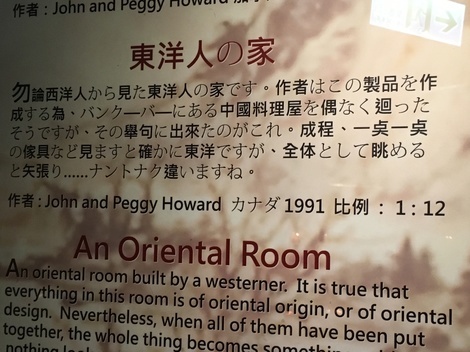 作者：John and Peggy Howard
東洋人の家
勿論西洋人から見た東洋人の家です。作者はこの製品を作
成する為、バンク—バ—にある中國料理屋を偶なく迴った
そうですが、その舉句に出來たのがこれ。成程、一桌一桌
の傢具など見ますと確かに東洋ですが、全体として眺める
と矢張り......ナントナク違いますね。
作者：John and Peggy Howard カナダ 1991 比例：1：12
An Oriental Room
An oriental room built by a westerner. It is true that
everything in this room is of oriental origin, or of oriental
design. Nevertheless, when all of them have been put
together, the whole thing becomes